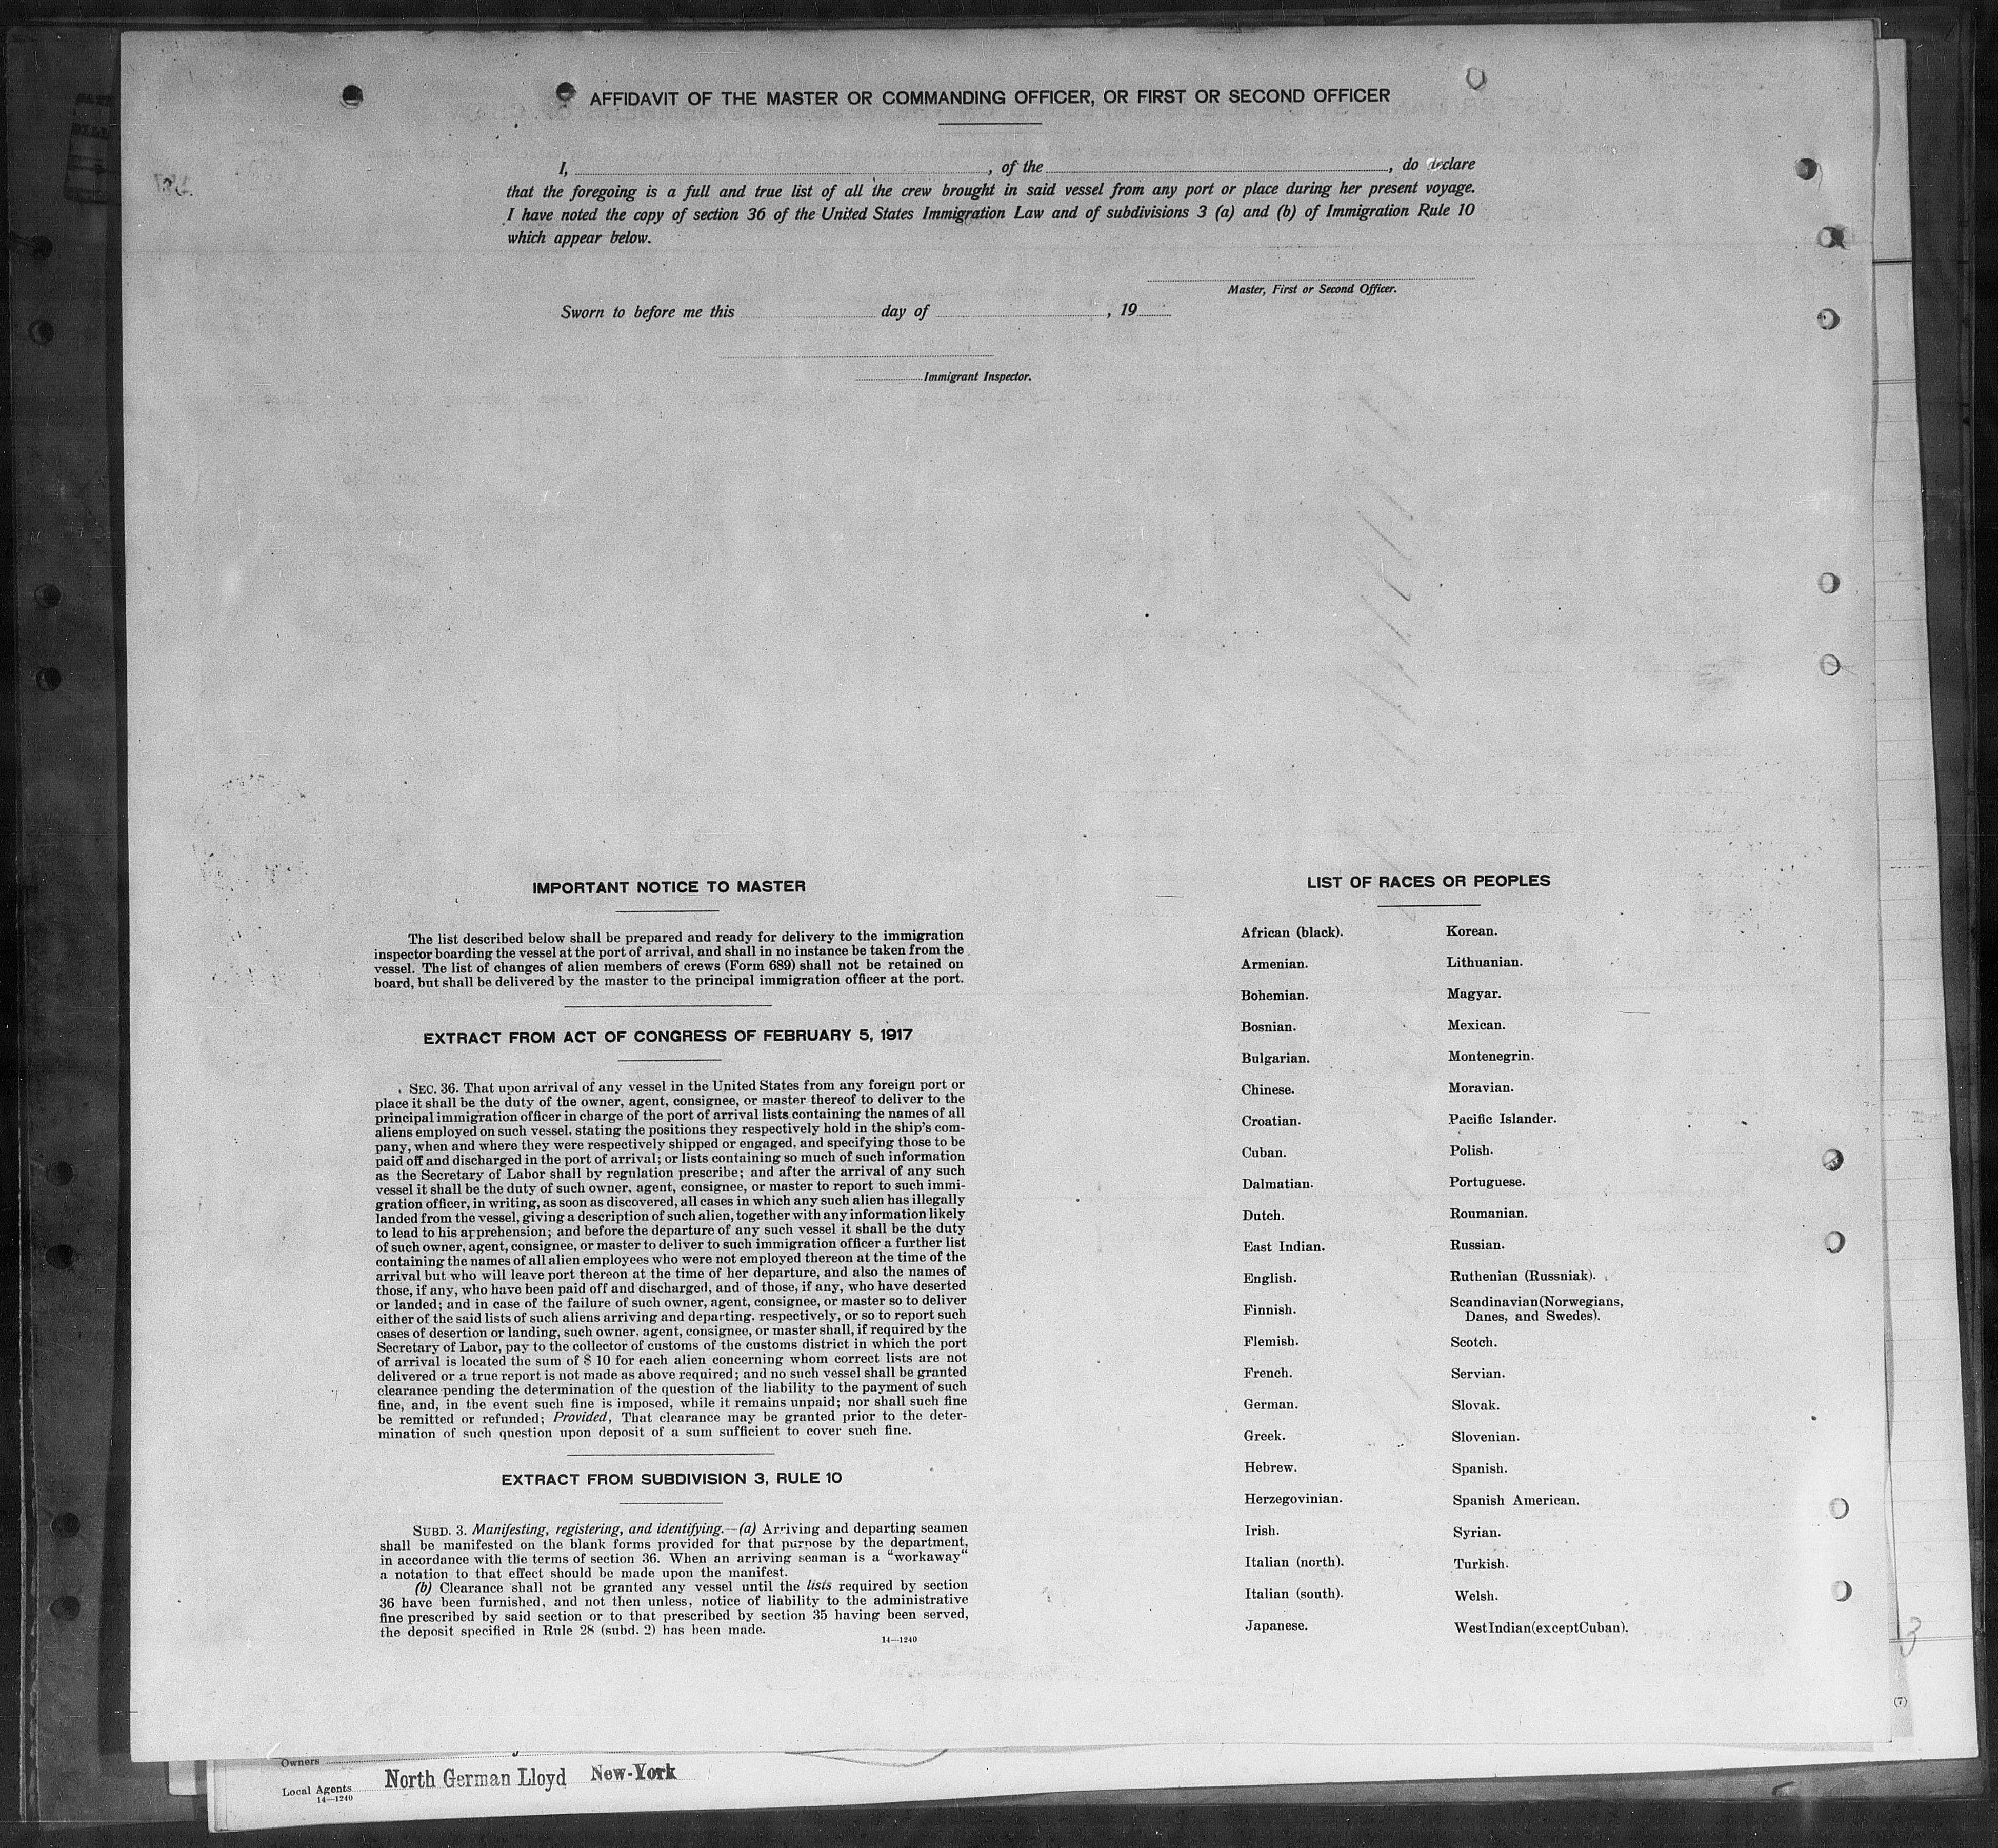 AFFIDAVIT OF THE MASTER OR COMMANDING OFFICER, OR FIRST OR SECOND OFFICER
I, , of the , do declare
that the foregoing is a full and true list of all the crew brought in said vessel from any port or place during her present voyage.
I have noted the copy of section 36 of the United States Immigration Law and of subdivisions 3 (a) and (b) of Immigration Rule 10
which appear below.
Master, First or Second Officer.
Sworn to before me this day of , 19
Immigrant Inspector.
IMPORTANT NOTICE TO MASTER
The list described below shall be prepared and ready for delivery to the immigration
inspector boarding the vessel at the port of arrival, and shall in no instance be taken from the
vessel. The list of changes of alien members of crews (Form 689) shall not be retained on
board, but shall be delivered by the master to the principal immigration officer at the port.
EXTRACT FROM ACT OF CONGRESS OF FEBRUARY 5, 1917
SEC. 36. That upon arrival of any vessel in the United States from any foreign port or
place it shall be the duty of the owner, agent, consignee, or master thereof to deliver to the
principal immigration officer in charge of the port of arrival lists containing the names of all
aliens employed on such vessel, stating the positions they respectively hold in the ship's com-
pany, when and where they were respectively shipped or engaged, and specifying those to be
paid off and discharged in the port of arrival; or lists containing so much of such information
as the Secretary of Labor shall by regulation prescribe; and after the arrival of any such
vessel it shall be the duty of such owner, agent, consignee, or master to report to such immi-
gration officer, in writing, as soon as discovered, all cases in which any such alien has illegally
landed from the vessel, giving a description of such alien, together with any information likely
to lead to his apprehension; and before the departure of any such vessel it shall be the duty
of such owner, agent, consignee, or master to deliver to such immigration officer a further list
containing the names of all alien employees who were not employed thereon at the time of the
arrival but who will leave port thereon at the time of her departure, and also the names of
those, if any, who have been paid off and discharged, and of those, if any, who have deserted
or landed; and in case of the failure of such owner, agent, consignee, or master so to deliver
either of the said lists of such aliens arriving and departing, respectively, or so to report such
cases of desertion or landing, such owner, agent, consignee, or master shall, if required by the
Secretary of Labor, pay to the collector of customs of the customs district in which the port
of arrival is located the sum of $ 10 for each alien concerning whom correct lists are not
delivered or a true report is not made as above required; and no such vessel shall be granted
clearance pending the determination of the question of the liability to the payment of such
fine, and, in the event such fine is imposed, while it remains unpaid; nor shall such fine
be remitted or refunded; Provided, That clearance may be granted prior to the deter-
mination of such question upon deposit of a sum sufficient to cover such fine.
EXTRACT FROM SUBDIVISION 3, RULE 10
SUBD. 3. Manifesting, registering, and identifying.—(a) Arriving and departing seamen
shall be manifested on the blank forms provided for that purpose by the department,
in accordance with the terms of section 36. When an arriving seaman is a "workaway"
a notation to that effect should be made upon the manifest.
(b) Clearance shall not be granted any vessel until the lists required by section
36 have been furnished, and not then unless, notice of liability to the administrative
fine prescribed by said section or to that prescribed by section 35 having been served,
the deposit specified in Rule 28 (subd. 2) has been made.
14—1240
LIST OF RACES OR PEOPLES
African (black).
Armenian.
Bohemian.
Bosnian.
Bulgarian.
Chinese.
Croatian.
Cuban.
Dalmatian.
Dutch.
East Indian.
English.
Finnish.
Flemish.
French.
German.
Greek.
Hebrew.
Herzegovinian.
Irish.
Italian (north).
Italian (south).
Japanese.
Korean.
Lithuanian.
Magyar.
Mexican.
Montenegrin.
Moravian.
Pacific Islander.
Polish.
Portuguese.
Roumanian.
Russian.
Ruthenian (Russniak).
Scandinavian (Norwegians,
Danes, and Swedes).
Scotch.
Servian.
Slovak.
Slovenian.
Spanish.
Spanish American.
Syrian.
Turkish.
Welsh.
West Indian (except Cuban).
3
(7)
Owners
Local Agents North German Lloyd New-York
14—1240